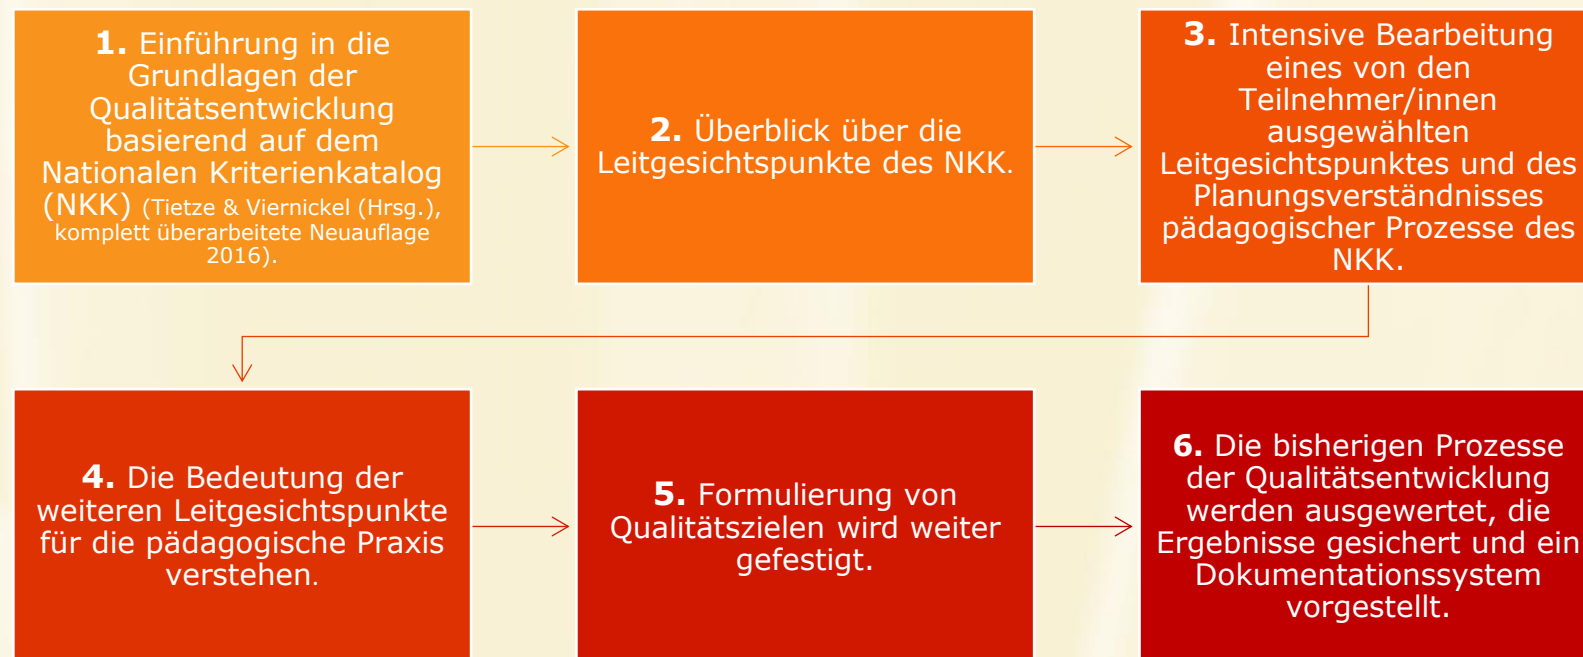 1. Einführung in die
Grundlagen der
Qualitätsentwicklung
basierend auf dem
Nationalen Kriterienkatalog
(NKK) (Tietze & Viernickel (Hrsg.),
komplett überarbeitete Neuauflage
2016).
2. Überblick über die
Leitgesichtspunkte des NKK.
3. Intensive Bearbeitung
eines von den
Teilnehmer/innen
ausgewählten
Leitgesichtspunktes und des
Planungsverständnisses
pädagogischer Prozesse des
NKK.
4. Die Bedeutung der
weiteren Leitgesichtspunkte
für die pädagogische Praxis
verstehen.
5. Formulierung von
Qualitätszielen wird weiter
gefestigt.
6. Die bisherigen Prozesse
der Qualitätsentwicklung
werden ausgewertet, die
Ergebnisse gesichert und ein
Dokumentationssystem
vorgestellt.